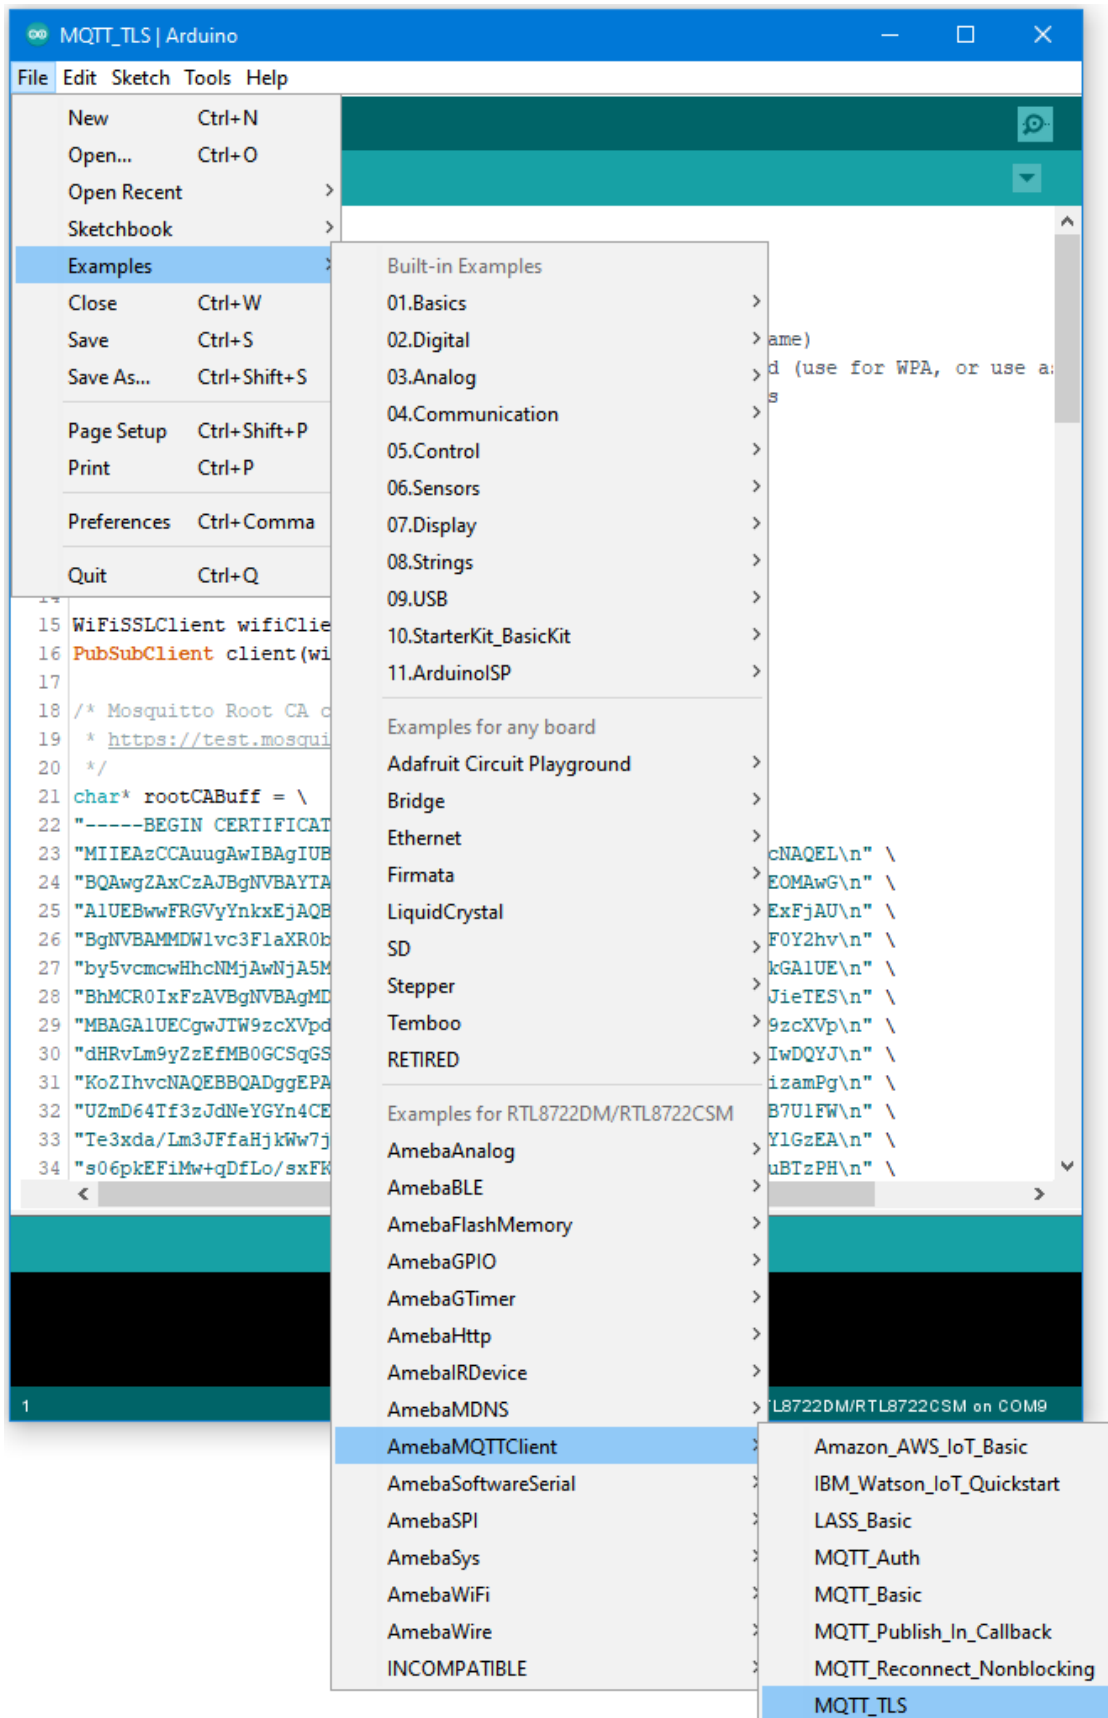 MQTT_TLS | Arduino
File Edit Sketch Tools Help
New Ctrl+N
Open... Ctrl+O
Open Recent
Sketchbook
Examples
Close Ctrl+W
Save Ctrl+S
Save As... Ctrl+Shift+S
Page Setup Ctrl+Shift+P
Print Ctrl+P
Preferences Ctrl+Comma
Quit Ctrl+Q
Built-in Examples
01.Basics
02.Digital
03.Analog
04.Communication
05.Control
06.Sensors
07.Display
08.Strings
09.USB
10.StarterKit_BasicKit
11.ArduinoISP
Examples for any board
Adafruit Circuit Playground
Bridge
Ethernet
Firmata
LiquidCrystal
SD
Stepper
Temboo
RETIRED
Examples for RTL8722DM/RTL8722CSM
AmebaAnalog
AmebaBLE
AmebaFlashMemory
AmebaGPIO
AmebaGTimer
AmebaHttp
AmebaIRDevice
AmebaMDNS
AmebaMQTTClient
AmebaSoftwareSerial
AmebaSPI
AmebaSys
AmebaWiFi
AmebaWire
INCOMPATIBLE
Amazon_AWS_IoT_Basic
IBM_Watson_IoT_Quickstart
LASS_Basic
MQTT_Auth
MQTT_Basic
MQTT_Publish_In_Callback
MQTT_Reconnect_Nonblocking
MQTT_TLS
ame)
d (use for WPA, or use a
s
14
15 WiFiSSLClient wifiClie
16 PubSubClient client(wi
17
18 /* Mosquitto Root CA c
19 * https://test.mosqui
20 */
21 char* rootCABuff = \
22 "-----BEGIN CERTIFICAT
23 "MIIEAzCCAuugAwIBAgIUB cNAQEL\n" \
24 "BQAwgZAxCzAJBgNVBAYTA EOMAwG\n" \
25 "A1UEBwwFRGVyYnkxEjAQB ExFjAU\n" \
26 "BgNVBAMMDW1vc3F1aXR0b F0Y2hv\n" \
27 "by5vcmcwHhcNMjAwNjA5M kGA1UE\n" \
28 "BhMCR0IxFzAVBgNVBAgMD JieTES\n" \
29 "MBAGA1UECgwJTW9zcXVpd 9zcXVp\n" \
30 "dHRvLm9yZzEfMB0GCSqGS IwDQYJ\n" \
31 "KoZIhvcNAQEBBQADggEPA izamPg\n" \
32 "UZmD64Tf3zJdNeYGYn4CE B7U1FW\n" \
33 "Te3xda/Lm3JFfaHjkWw7j YlGzEA\n" \
34 "s06pkEFiMw+qDfLo/sxFK uBTzPH\n" \
1 TL8722DM/RTL8722CSM on COM9